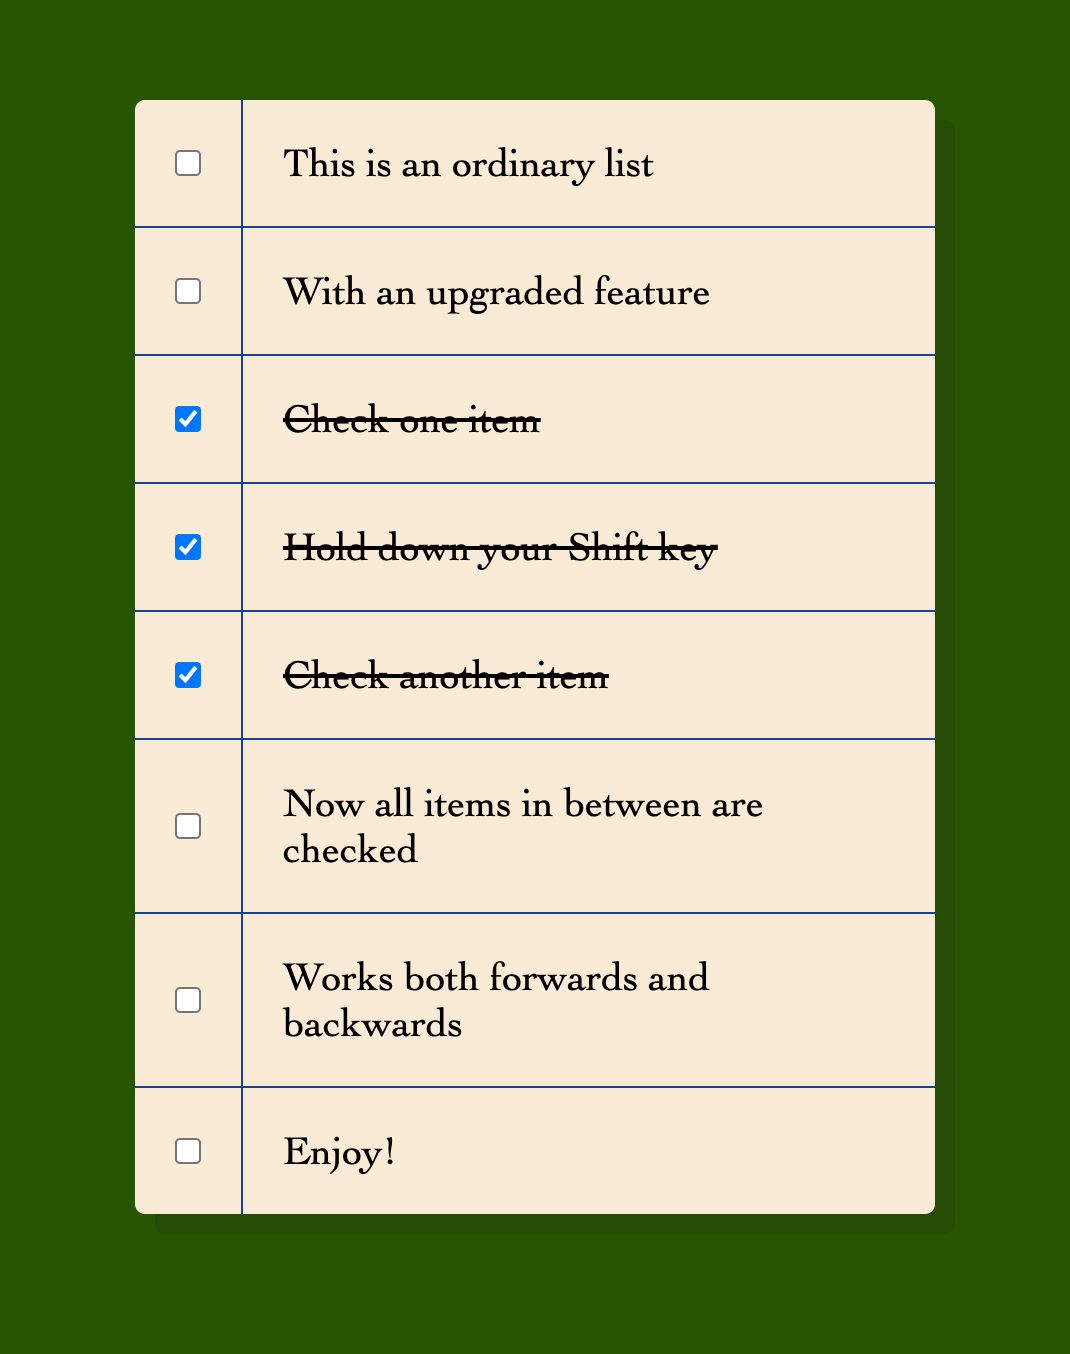 This is an ordinary list
With an upgraded feature
Check one item
Hold down your Shift key
Check another item
Now all items in between are
checked
Works both forwards and
backwards
Enjoy!